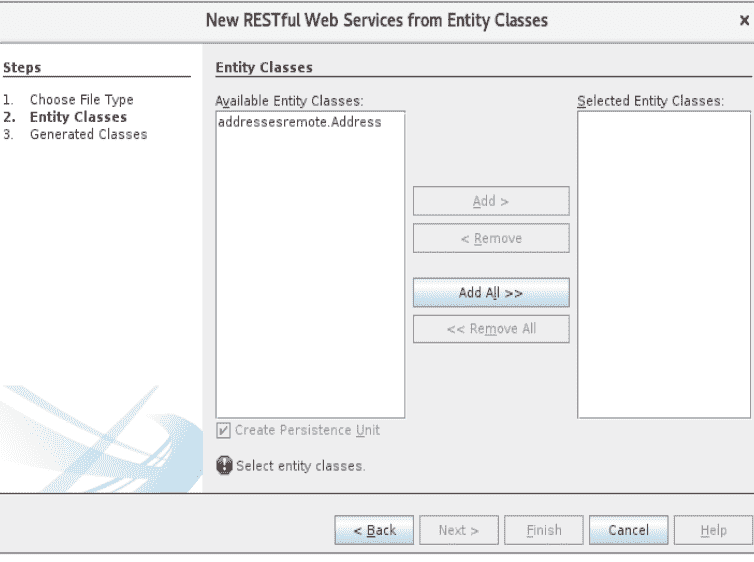 New RESTful Web Services from Entity Classes
x
Steps
1. Choose File Type
2. Entity Classes
3. Generated Classes
Entity Classes
Available Entity Classes:
addressesremote.Address
Add >
< Remove
Add All >>
<< Remove All
Selected Entity Classes:
Create Persistence Unit
Select entity classes.
< Back
Next >
Finish
Cancel
Help